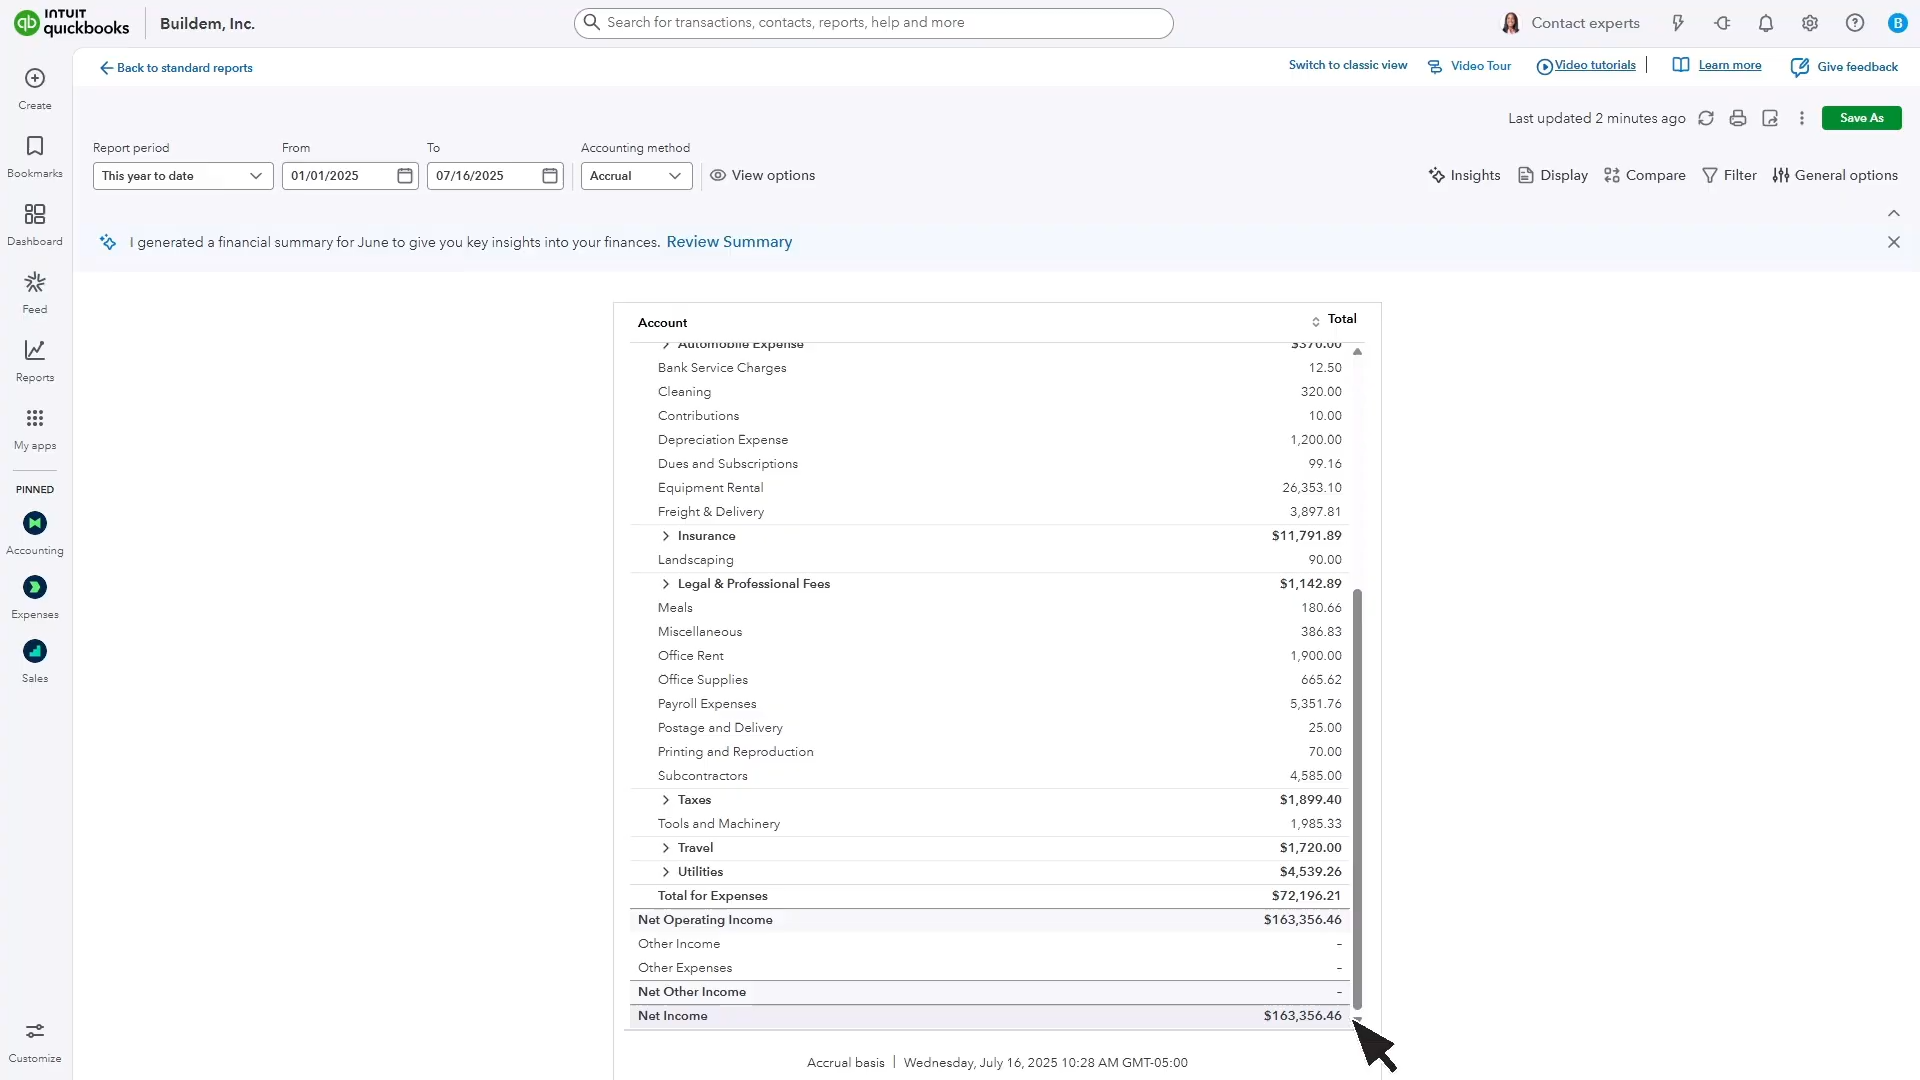 INTUIT
quickbooks
Buildem, Inc.
Search for transactions, contacts, reports, help and more
Contact experts
B
Create
Bookmarks
Dashboard
Feed
Reports
My apps
PINNED
Accounting
Expenses
Sales
Customize
Back to standard reports
Switch to classic view
Video Tour
Video tutorials
Learn more
Give feedback
Last updated 2 minutes ago
Save As
Report period
From
To
Accounting method
This year to date
01/01/2025
07/16/2025
Accrual
View options
Insights
Display
Compare
Filter
General options
I generated a financial summary for June to give you key insights into your finances. Review Summary
Account Total
Automobile Expense $370.00
Bank Service Charges 12.50
Cleaning 320.00
Contributions 10.00
Depreciation Expense 1,200.00
Dues and Subscriptions 99.16
Equipment Rental 26,353.10
Freight & Delivery 3,897.81
Insurance $11,791.89
Landscaping 90.00
Legal & Professional Fees $1,142.89
Meals 180.66
Miscellaneous 386.83
Office Rent 1,900.00
Office Supplies 665.62
Payroll Expenses 5,351.76
Postage and Delivery 25.00
Printing and Reproduction 70.00
Subcontractors 4,585.00
Taxes $1,899.40
Tools and Machinery 1,985.33
Travel $1,720.00
Utilities $4,539.26
Total for Expenses $72,196.21
Net Operating Income $163,356.46
Other Income -
Other Expenses -
Net Other Income -
Net Income $163,356.46
Accrual basis | Wednesday, July 16, 2025 10:28 AM GMT-05:00